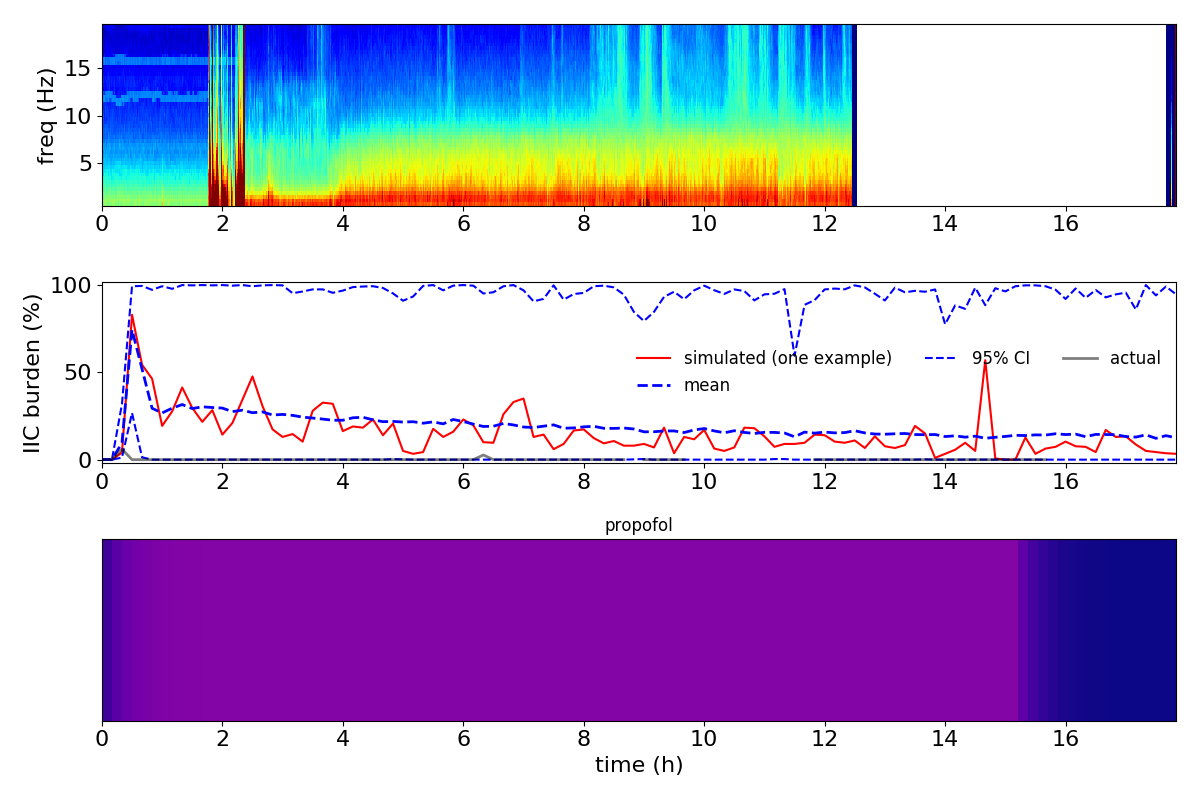 freq (Hz)
15
10
5
0 2 4 6 8 10 12 14 16
IIC burden (%)
100
50
0
simulated (one example) 95% CI actual
mean
0 2 4 6 8 10 12 14 16
propofol
0 2 4 6 8 10 12 14 16
time (h)